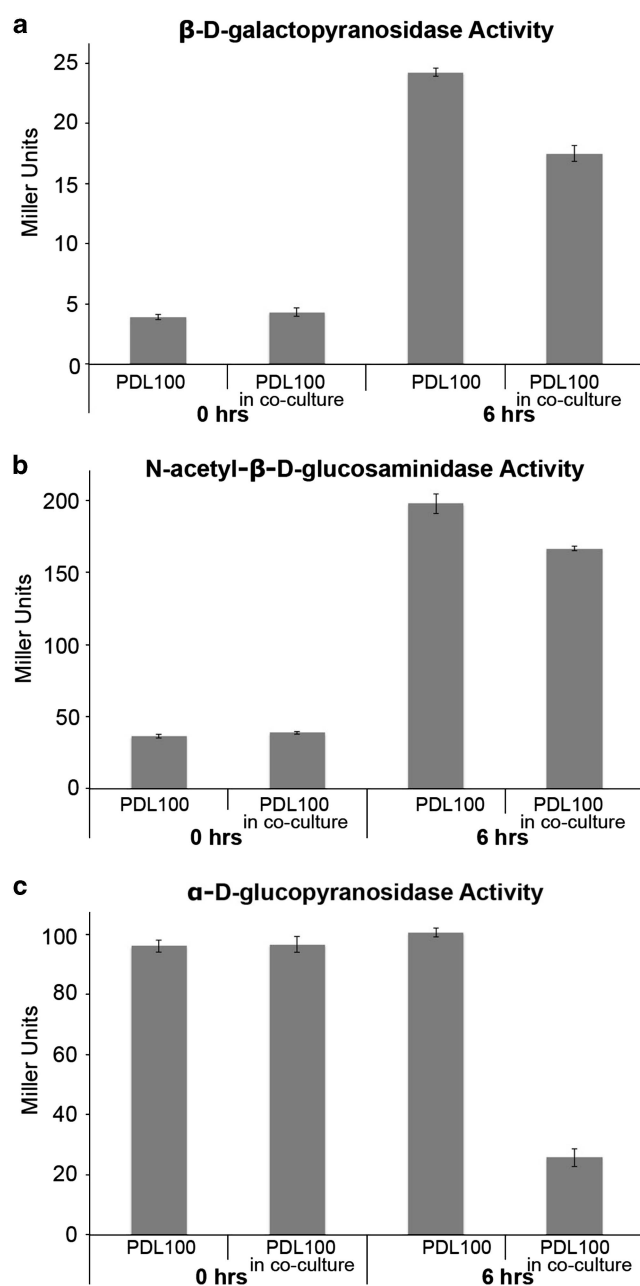 a
β-D-galactopyranosidase Activity
Miller Units
25
20
15
10
5
0
PDL100
PDL100
in co-culture
PDL100
PDL100
in co-culture
0 hrs
6 hrs
b
N-acetyl-β-D-glucosaminidase Activity
Miller Units
200
150
100
50
0
PDL100
PDL100
in co-culture
PDL100
PDL100
in co-culture
0 hrs
6 hrs
c
α-D-glucopyranosidase Activity
Miller Units
100
80
60
40
20
0
PDL100
PDL100
in co-culture
PDL100
PDL100
in co-culture
0 hrs
6 hrs